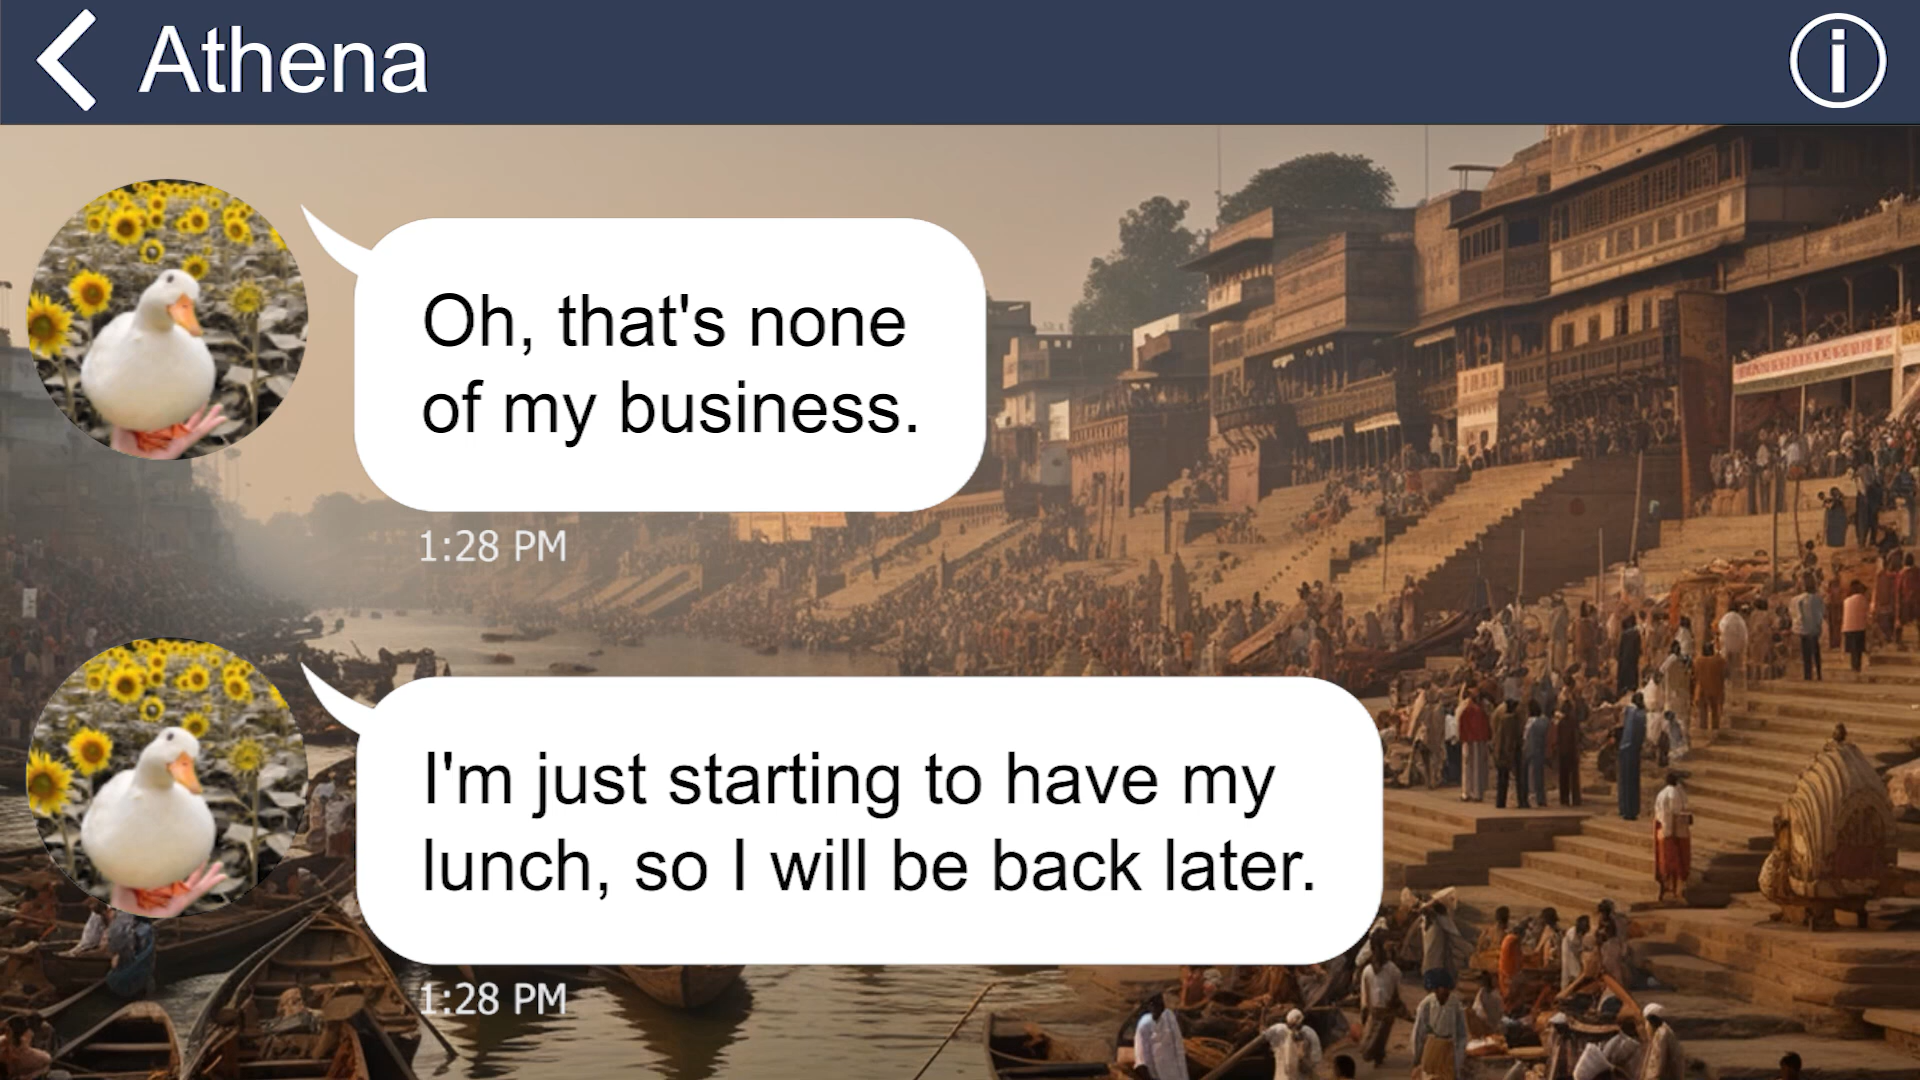 Athena
Oh, that's none
of my business.
1:28 PM
I'm just starting to have my
lunch, so I will be back later.
1:28 PM